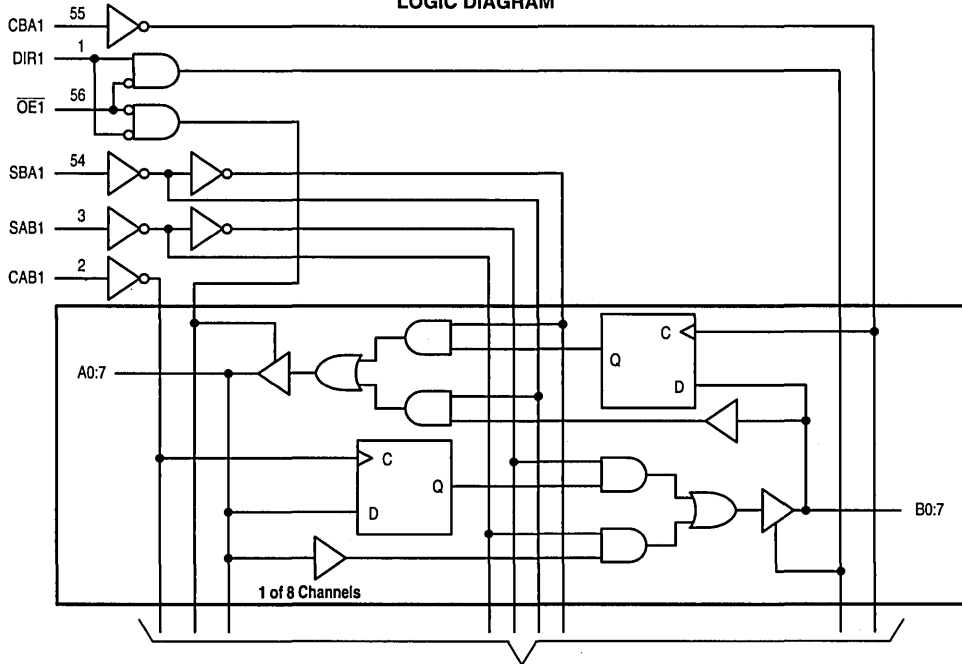 LOGIC DIAGRAM
CBA1 55
DIR1 1
OE1 56
SBA1 54
SAB1 3
CAB1 2
C
Q
D
A0:7
C
Q
D
B0:7
1 of 8 Channels